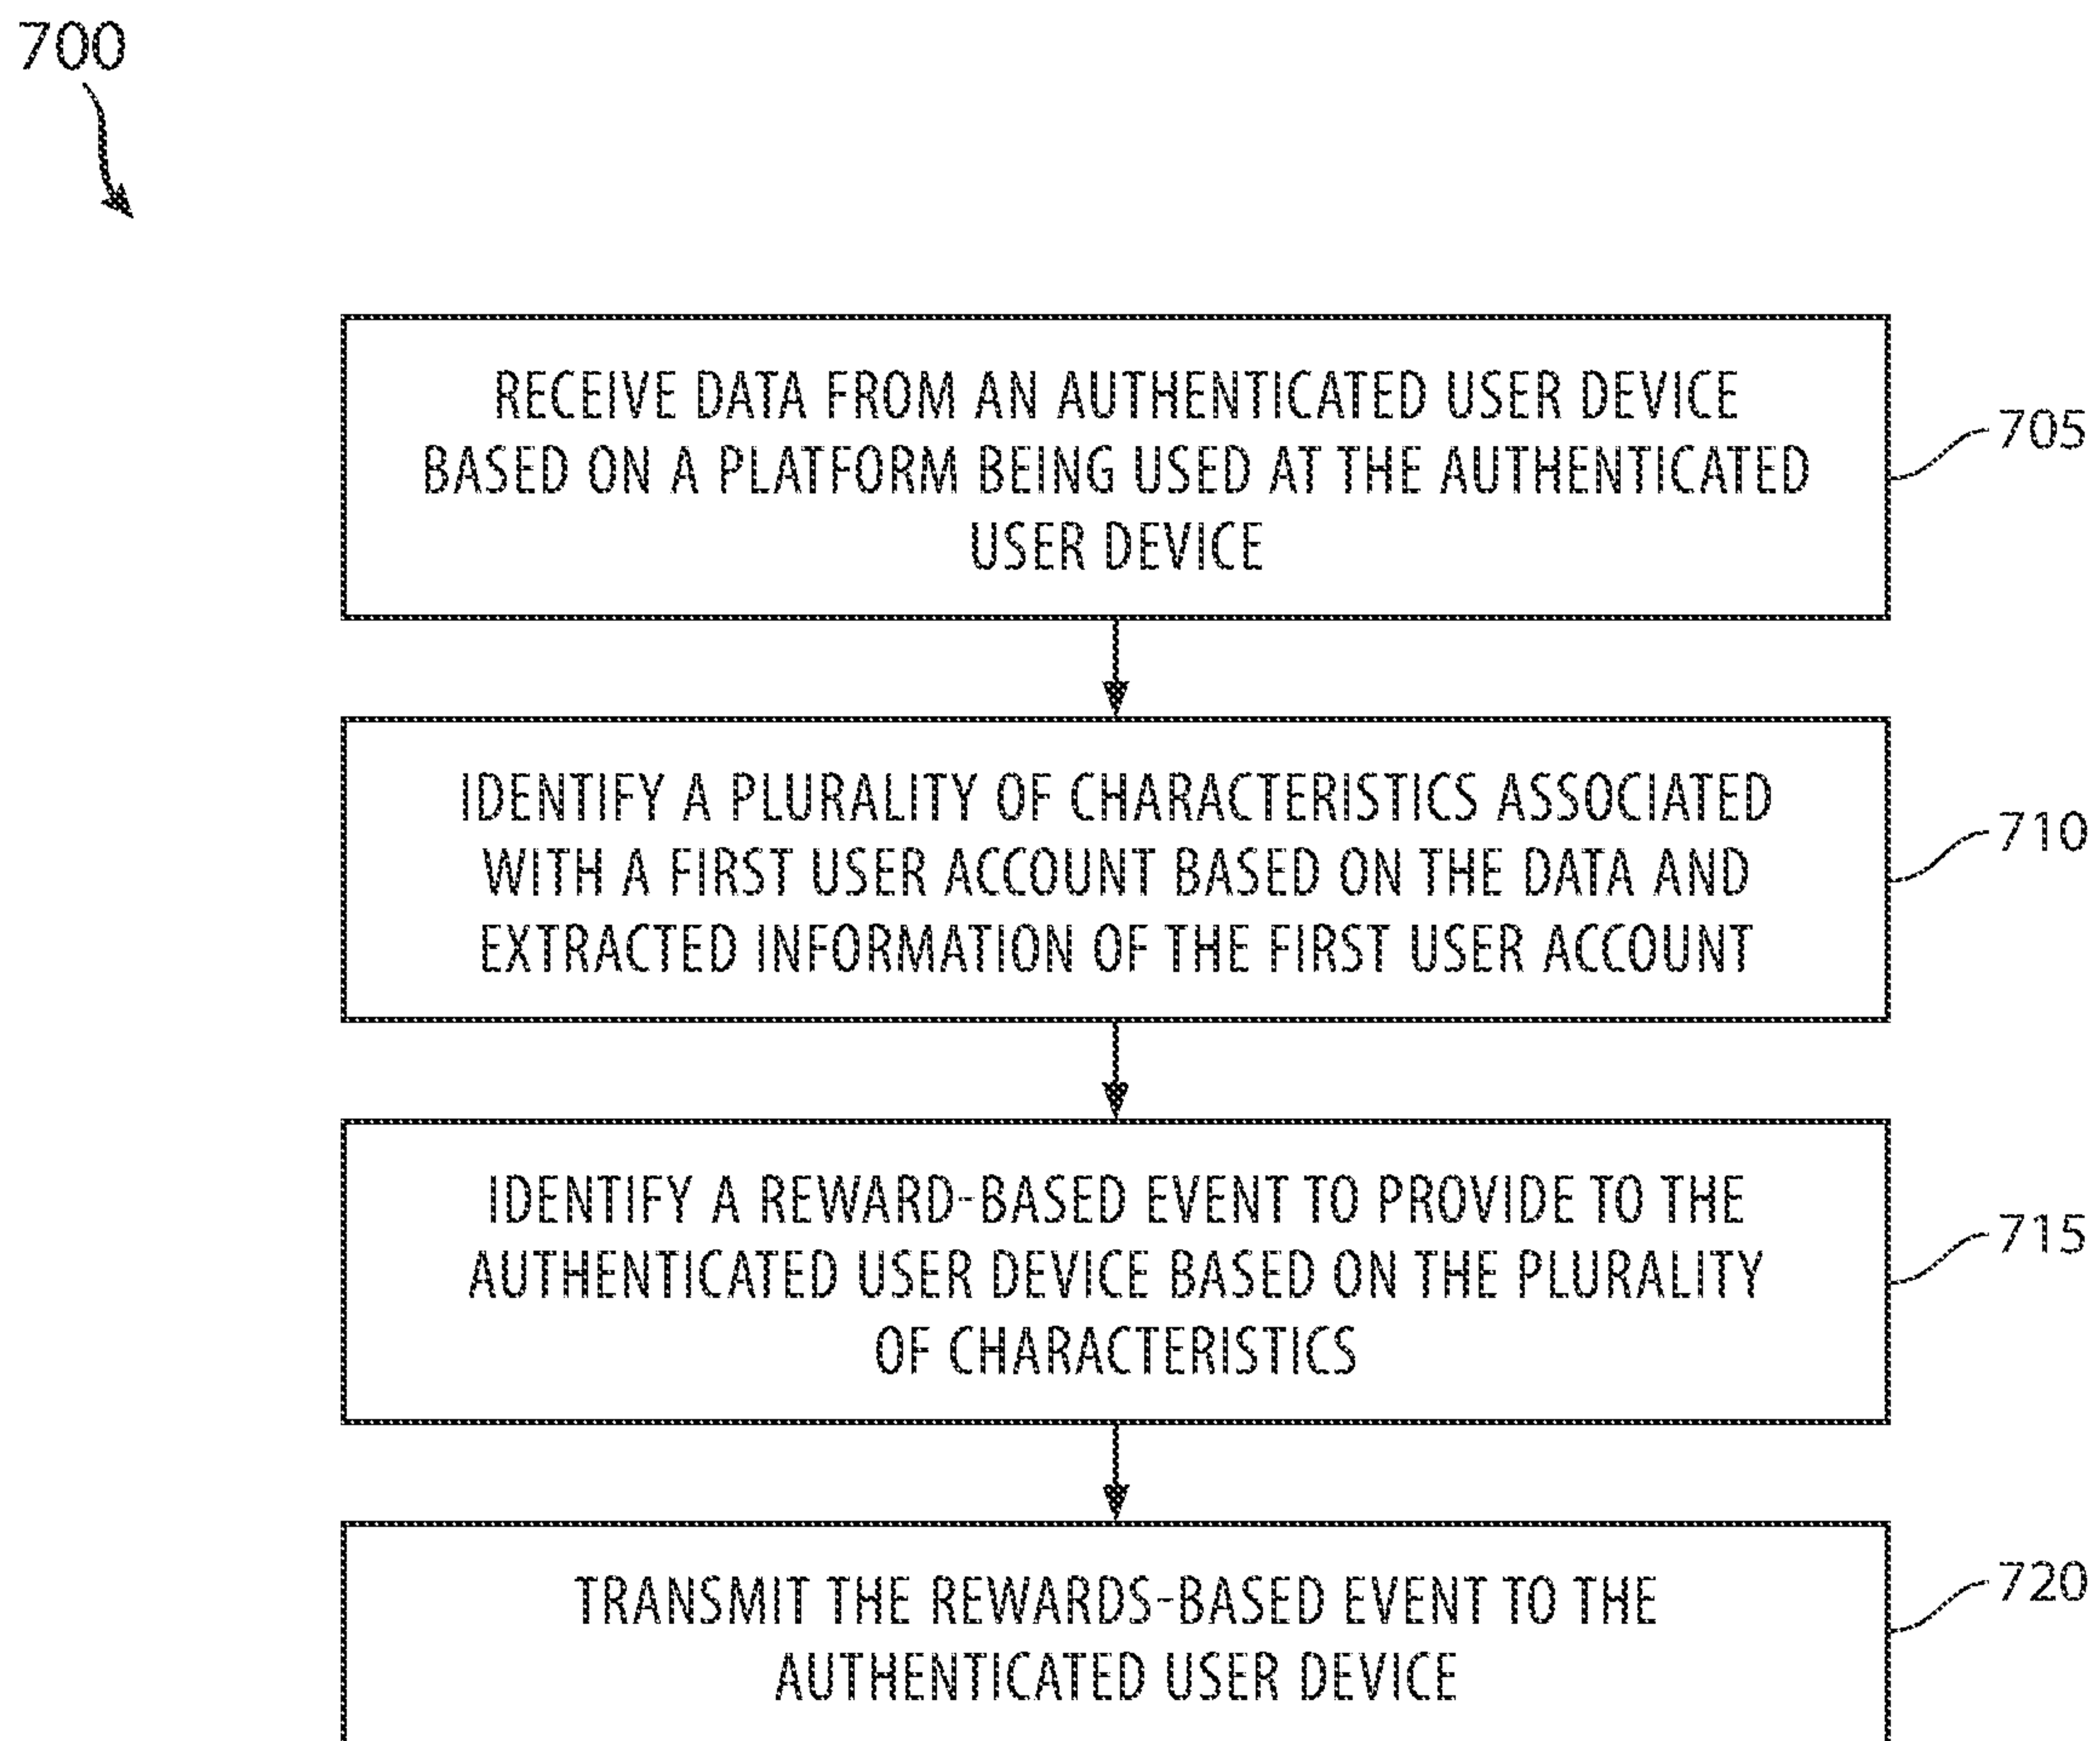 700
RECEIVE DATA FROM AN AUTHENTICATED USER DEVICE
BASED ON A PLATFORM BEING USED AT THE AUTHENTICATED
USER DEVICE
705
IDENTIFY A PLURALITY OF CHARACTERISTICS ASSOCIATED
WITH A FIRST USER ACCOUNT BASED ON THE DATA AND
EXTRACTED INFORMATION OF THE FIRST USER ACCOUNT
710
IDENTIFY A REWARD-BASED EVENT TO PROVIDE TO THE
AUTHENTICATED USER DEVICE BASED ON THE PLURALITY
OF CHARACTERISTICS
715
TRANSMIT THE REWARDS-BASED EVENT TO THE
AUTHENTICATED USER DEVICE
720